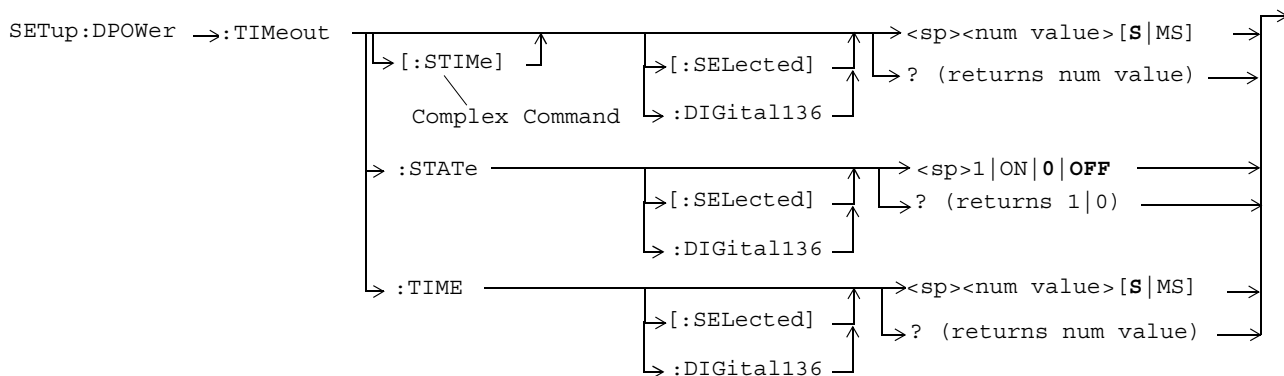 SETup:DPOWer :TIMeout <sp><num value>[S|MS]
[:STIMe] [:SELected] ? (returns num value)
Complex Command :DIGital136
:STATe <sp>1|ON|0|OFF
[:SELected] ? (returns 1|0)
:DIGital136
:TIME <sp><num value>[S|MS]
[:SELected] ? (returns num value)
:DIGital136